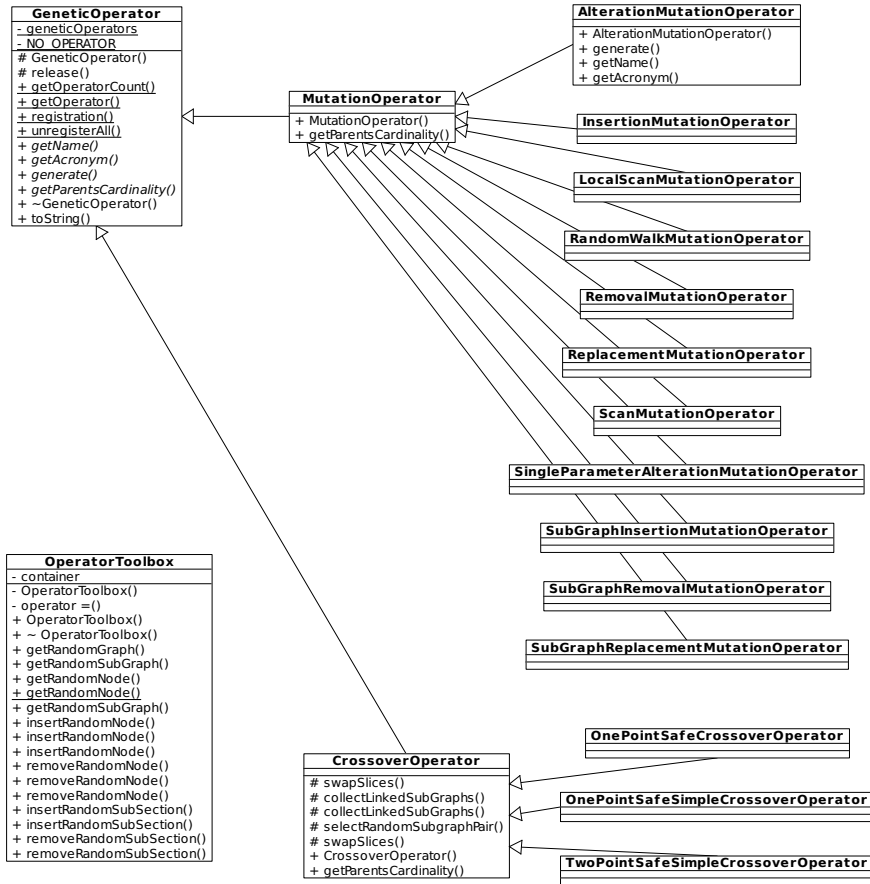 GeneticOperator
- geneticOperators
- NO_OPERATOR
# GeneticOperator()
# release()
+ getOperatorCount()
+ getOperator()
+ registration()
+ unregisterAll()
+ getName()
+ getAcronym()
+ generate()
+ getParentsCardinality()
+ ~GeneticOperator()
+ toString()
MutationOperator
+ MutationOperator()
+ getParentsCardinality()
AlterationMutationOperator
+ AlterationMutationOperator()
+ generate()
+ getName()
+ getAcronym()
InsertionMutationOperator
LocalScanMutationOperator
RandomWalkMutationOperator
RemovalMutationOperator
ReplacementMutationOperator
ScanMutationOperator
SingleParameterAlterationMutationOperator
SubGraphInsertionMutationOperator
SubGraphRemovalMutationOperator
SubGraphReplacementMutationOperator
OperatorToolbox
- container
- OperatorToolbox()
- operator =()
+ OperatorToolbox()
+ ~ OperatorToolbox()
+ getRandomGraph()
+ getRandomSubGraph()
+ getRandomNode()
+ getRandomNode()
+ getRandomSubGraph()
+ insertRandomNode()
+ insertRandomNode()
+ insertRandomNode()
+ removeRandomNode()
+ removeRandomNode()
+ removeRandomNode()
+ insertRandomSubSection()
+ insertRandomSubSection()
+ removeRandomSubSection()
+ removeRandomSubSection()
CrossoverOperator
# swapSlices()
# collectLinkedSubGraphs()
# collectLinkedSubGraphs()
# selectRandomSubgraphPair()
# swapSlices()
+ CrossoverOperator()
+ getParentsCardinality()
OnePointSafeCrossoverOperator
OnePointSafeSimpleCrossoverOperator
TwoPointSafeSimpleCrossoverOperator